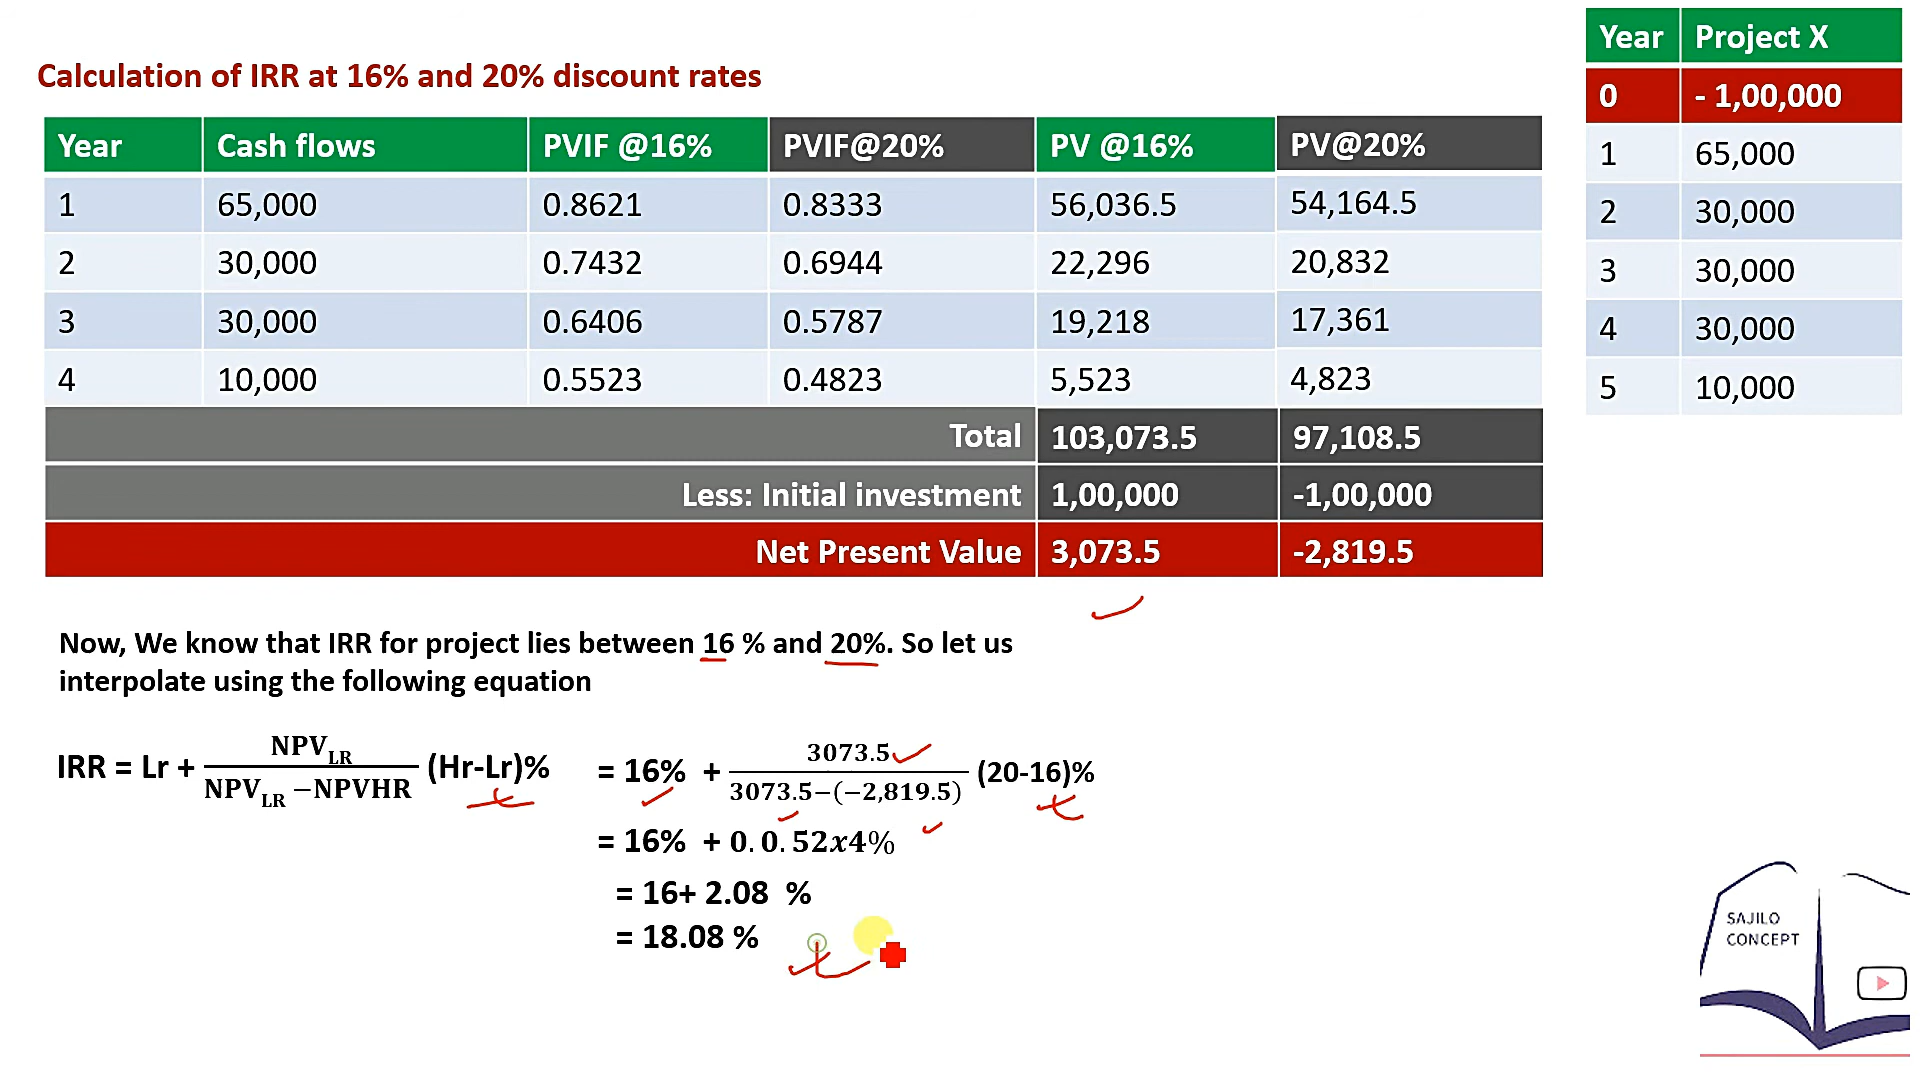 Calculation of IRR at 16% and 20% discount rates
Year Cash flows PVIF @16% PVIF@20% PV @16% PV@20%
1 65,000 0.8621 0.8333 56,036.5 54,164.5
2 30,000 0.7432 0.6944 22,296 20,832
3 30,000 0.6406 0.5787 19,218 17,361
4 10,000 0.5523 0.4823 5,523 4,823
Total 103,073.5 97,108.5
Less: Initial investment 1,00,000 -1,00,000
Net Present Value 3,073.5 -2,819.5
Year Project X
0 - 1,00,000
1 65,000
2 30,000
3 30,000
4 30,000
5 10,000
Now, We know that IRR for project lies between 16 % and 20%. So let us
interpolate using the following equation
IRR = Lr + NPV_LR / NPV_LR −NPVHR (Hr-Lr)%
= 16% + 3073.5 / 3073.5−(−2,819.5) (20-16)%
= 16% + 0.0.52x4%
= 16+ 2.08 %
= 18.08 %
SAJILO
CONCEPT